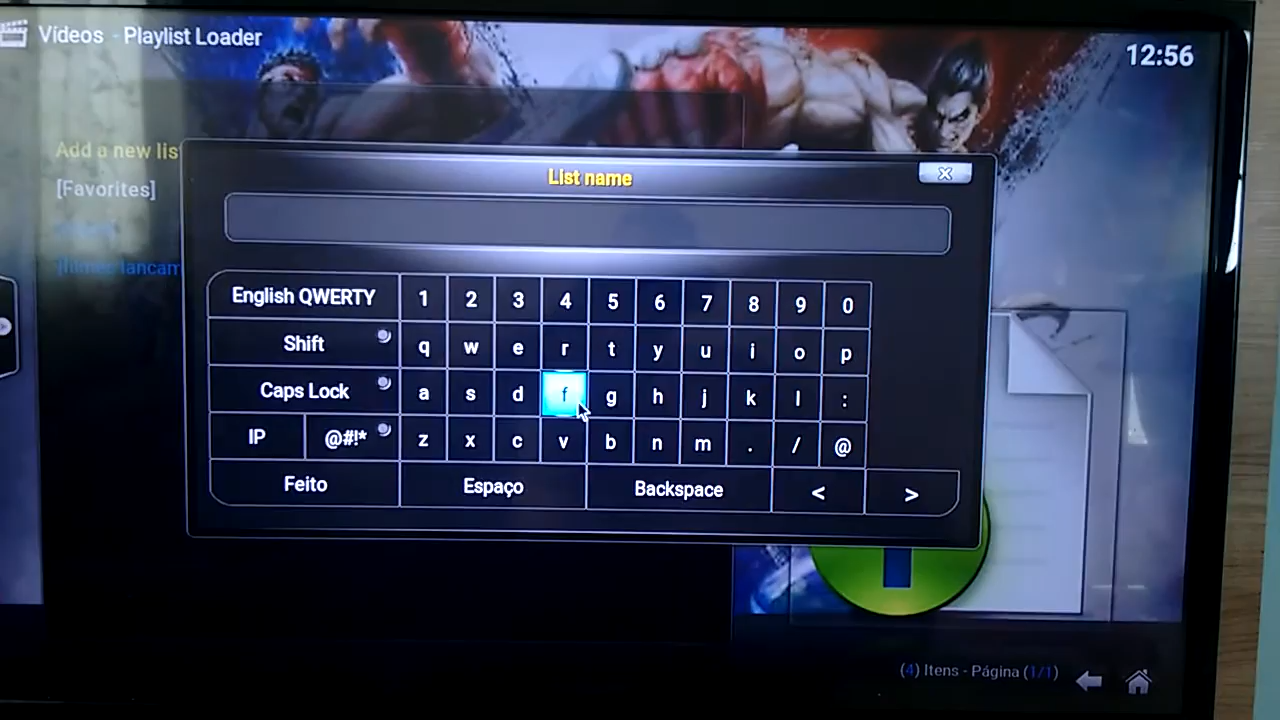 Vídeos - Playlist Loader
12:56
Add a new lis
[Favorites]
List name
x
English QWERTY 1 2 3 4 5 6 7 8 9 0
Shift q w e r t y u i o p
Caps Lock a s d f g h j k l :
IP @#!* z x c v b n m . / @
Feito Espaço Backspace < >
(4) Itens - Página (1/1)